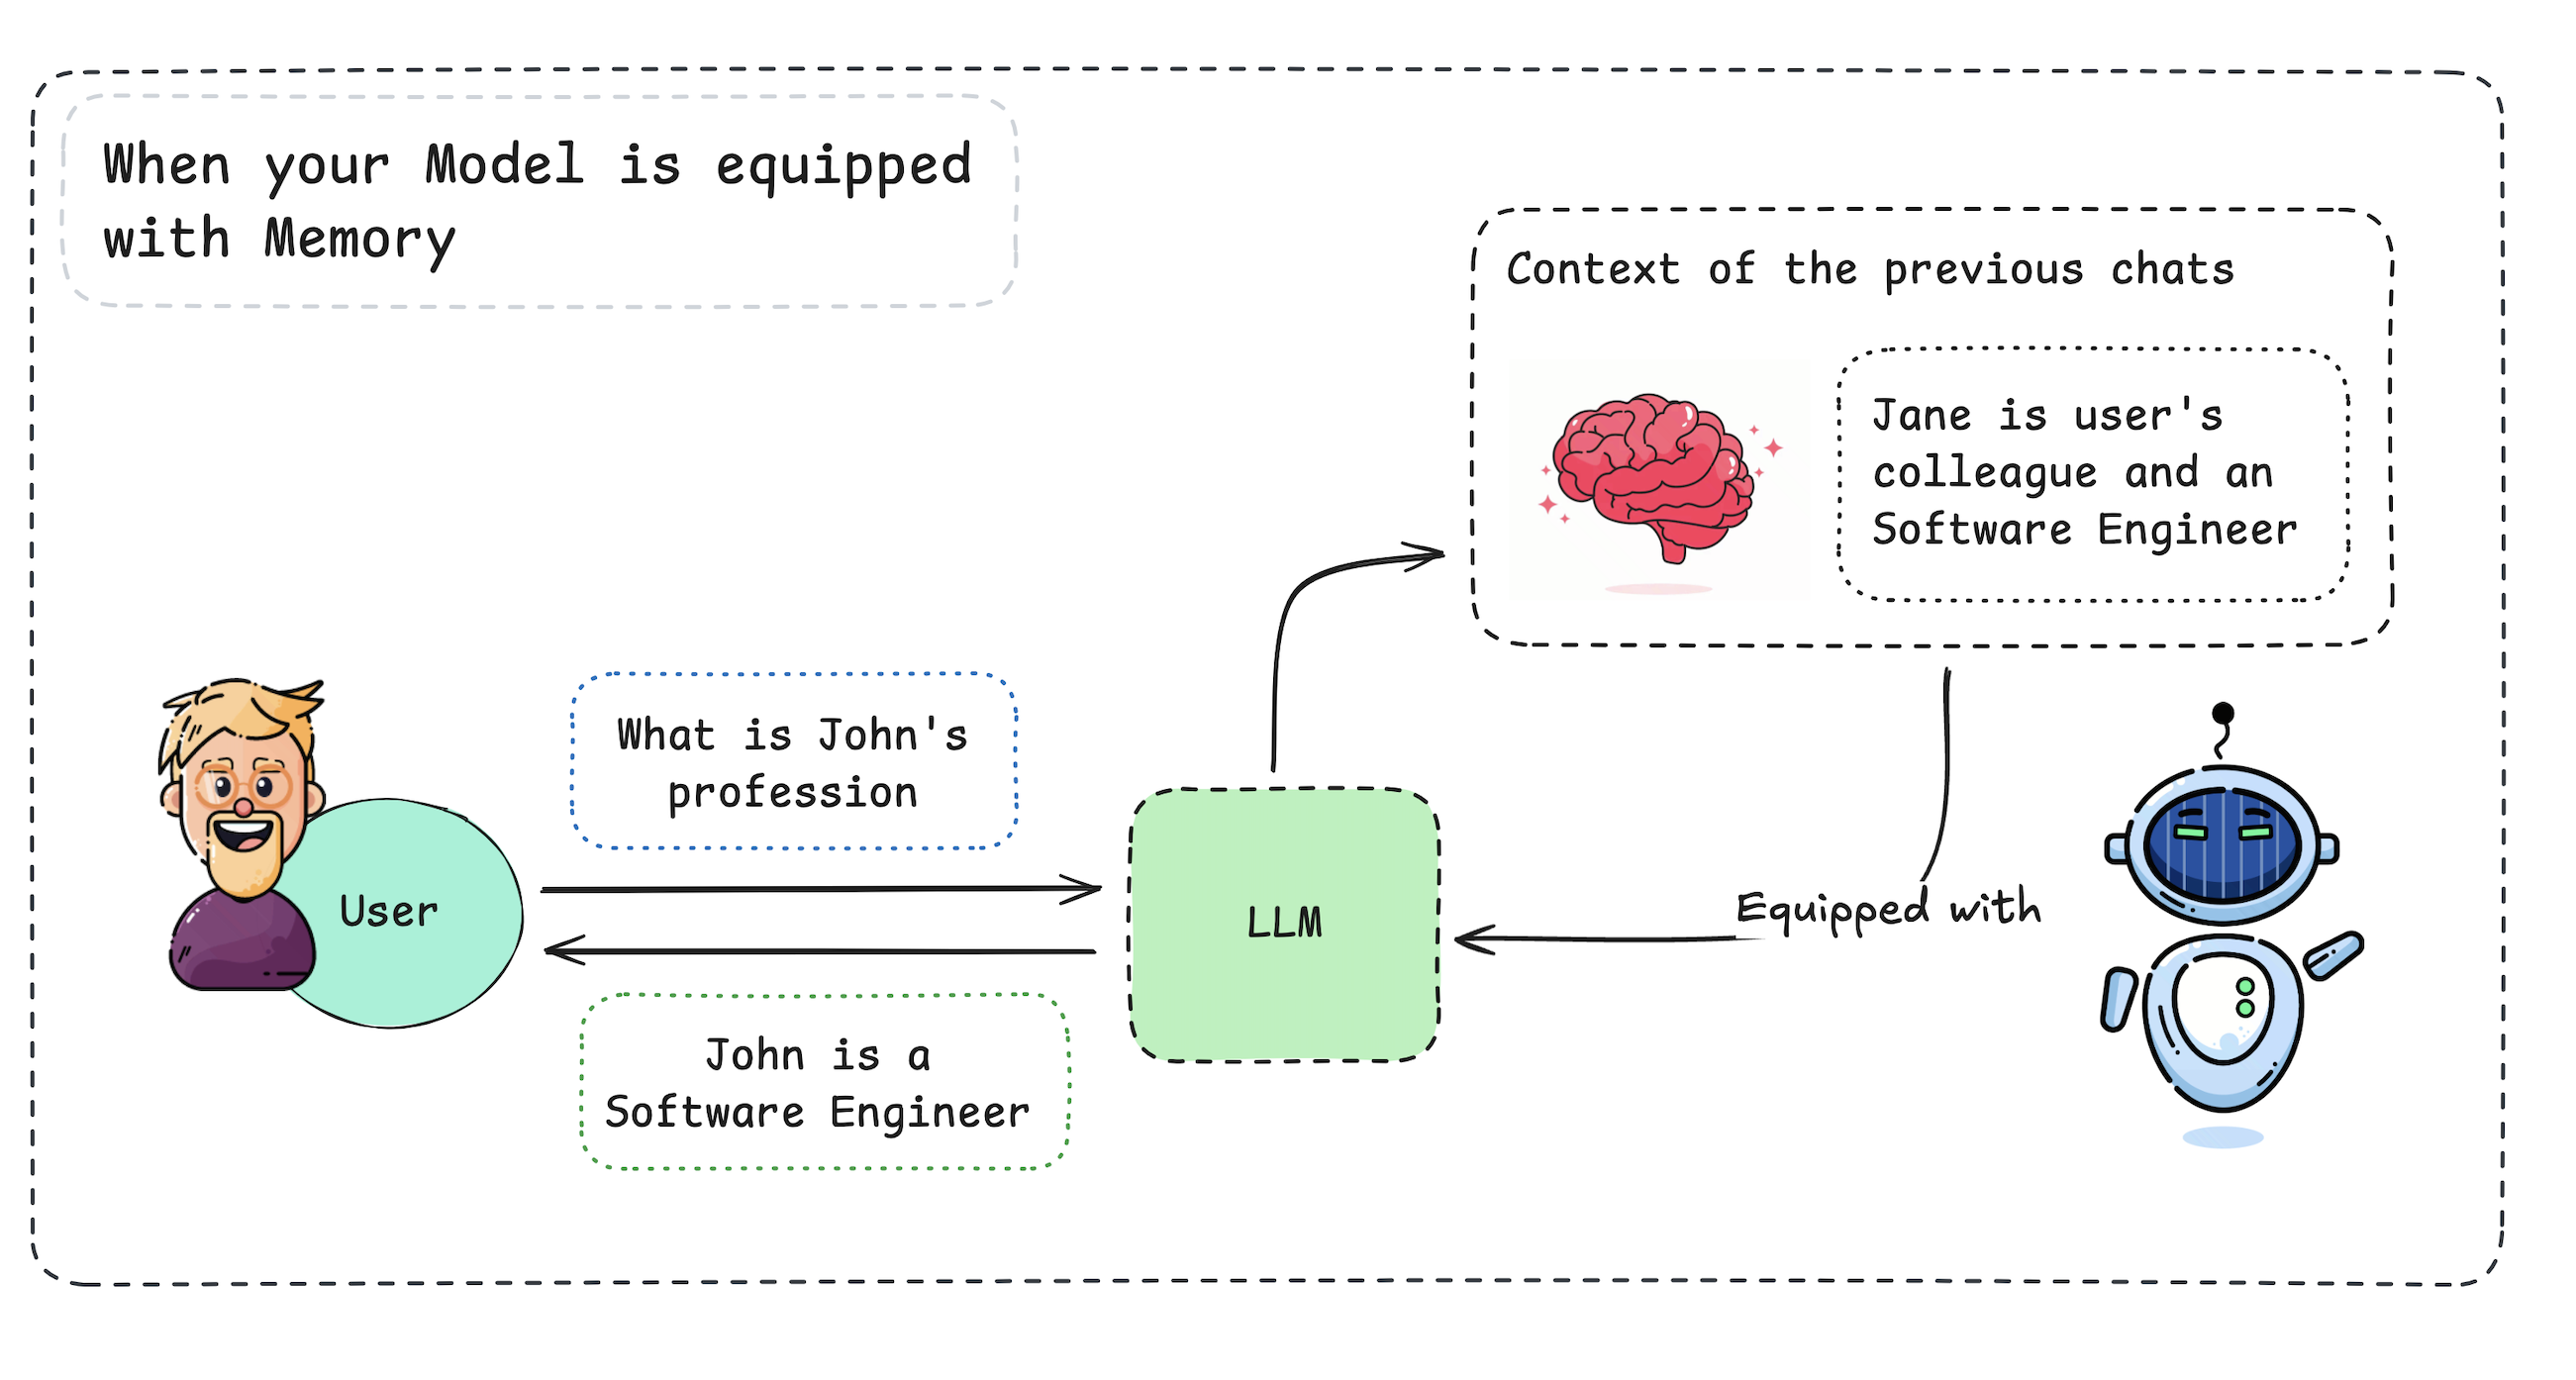 When your Model is equipped
with Memory
Context of the previous chats
Jane is user's
colleague and an
Software Engineer
What is John's
profession
User
LLM
Equipped with
John is a
Software Engineer